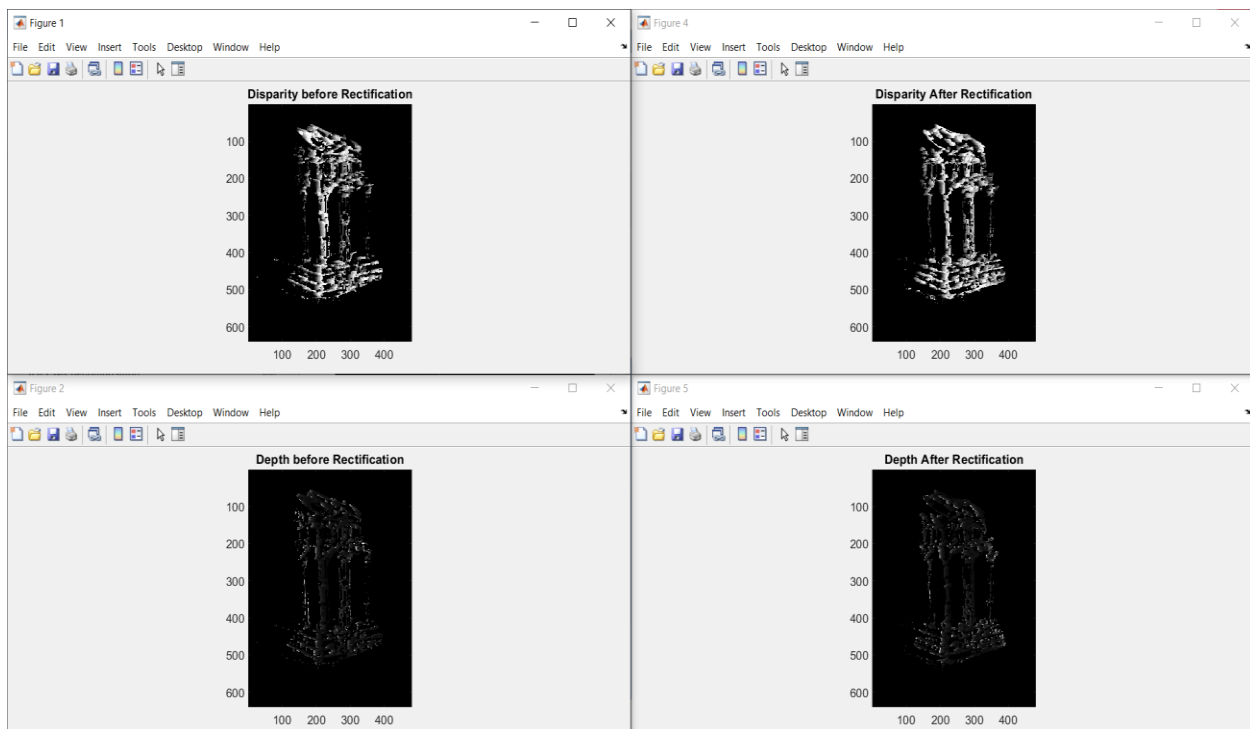 Figure 1
File Edit View Insert Tools Desktop Window Help
Disparity before Rectification
100
200
300
400
500
600
100 200 300 400
Figure 4
File Edit View Insert Tools Desktop Window Help
Disparity After Rectification
100
200
300
400
500
600
100 200 300 400
Figure 2
File Edit View Insert Tools Desktop Window Help
Depth before Rectification
100
200
300
400
500
600
100 200 300 400
Figure 5
File Edit View Insert Tools Desktop Window Help
Depth After Rectification
100
200
300
400
500
600
100 200 300 400